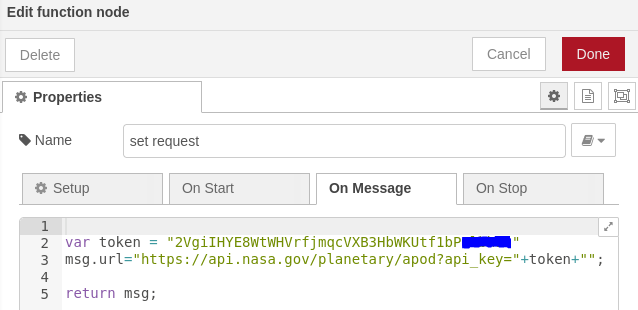 Edit function node
Delete
Cancel
Done
Properties
Name
set request
Setup
On Start
On Message
On Stop
1
2 var token = "2VgiIHYE8WtWHVrfjmqcVXB3HbWKUtf1bP"
3 msg.url="https://api.nasa.gov/planetary/apod?api_key="+token+"";
4
5 return msg;